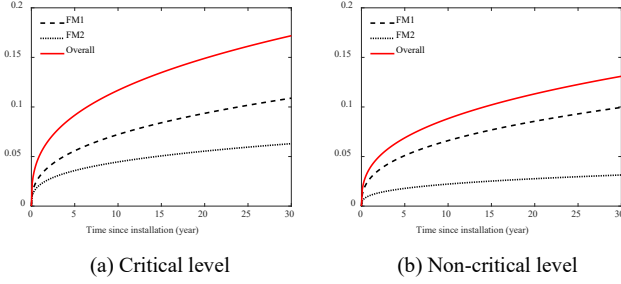 0.2
FM1
FM2
Overall
0.15
0.1
0.05
0
0 5 10 15 20 25 30
Time since installation (year)
(a) Critical level
0.2
FM1
FM2
Overall
0.15
0.1
0.05
0
0 5 10 15 20 25 30
Time since installation (year)
(b) Non-critical level